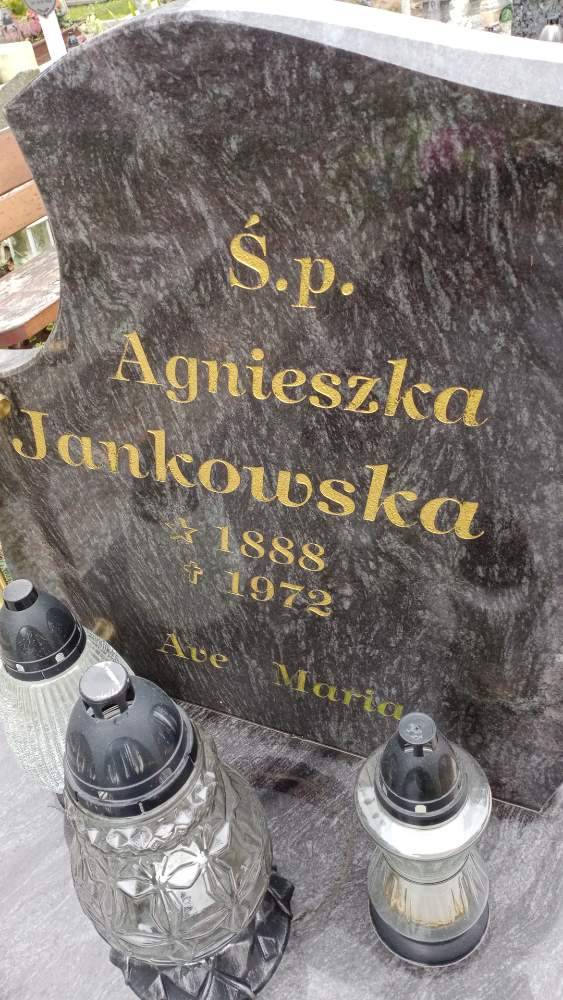 Ś.p.
Agnieszka
Jankowska
☆ 1888
✝ 1972
Ave Maria